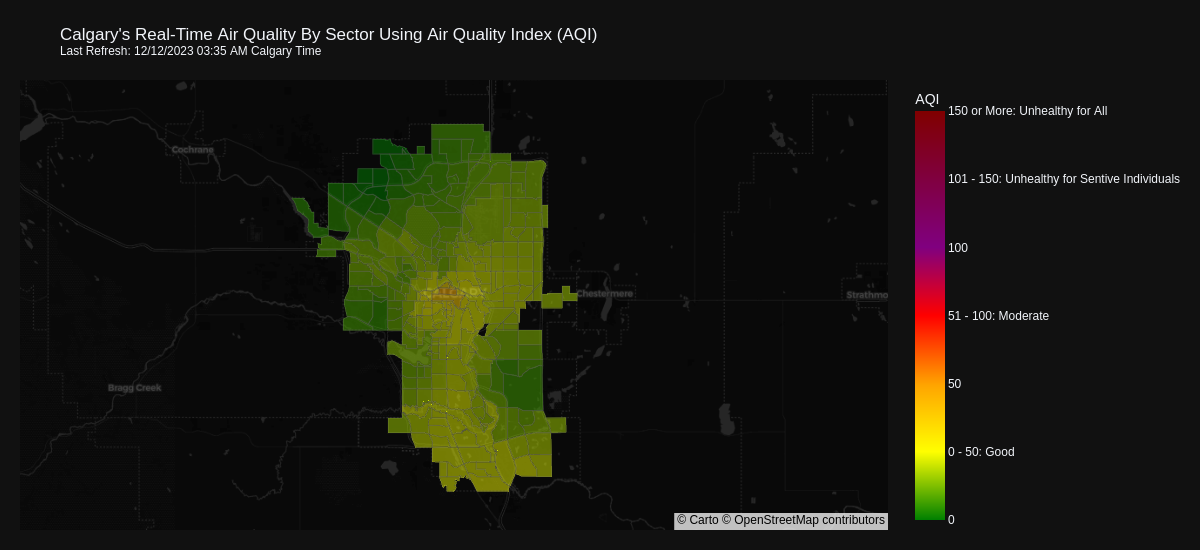 Calgary's Real-Time Air Quality By Sector Using Air Quality Index (AQI)
Last Refresh: 12/12/2023 03:35 AM Calgary Time
AQI
150 or More: Unhealthy for All
Cochrane
101 - 150: Unhealthy for Sentive Individuals
100
Chestermere
Strathmo
51 - 100: Moderate
50
Bragg Creek
0 - 50: Good
0
© Carto © OpenStreetMap contributors